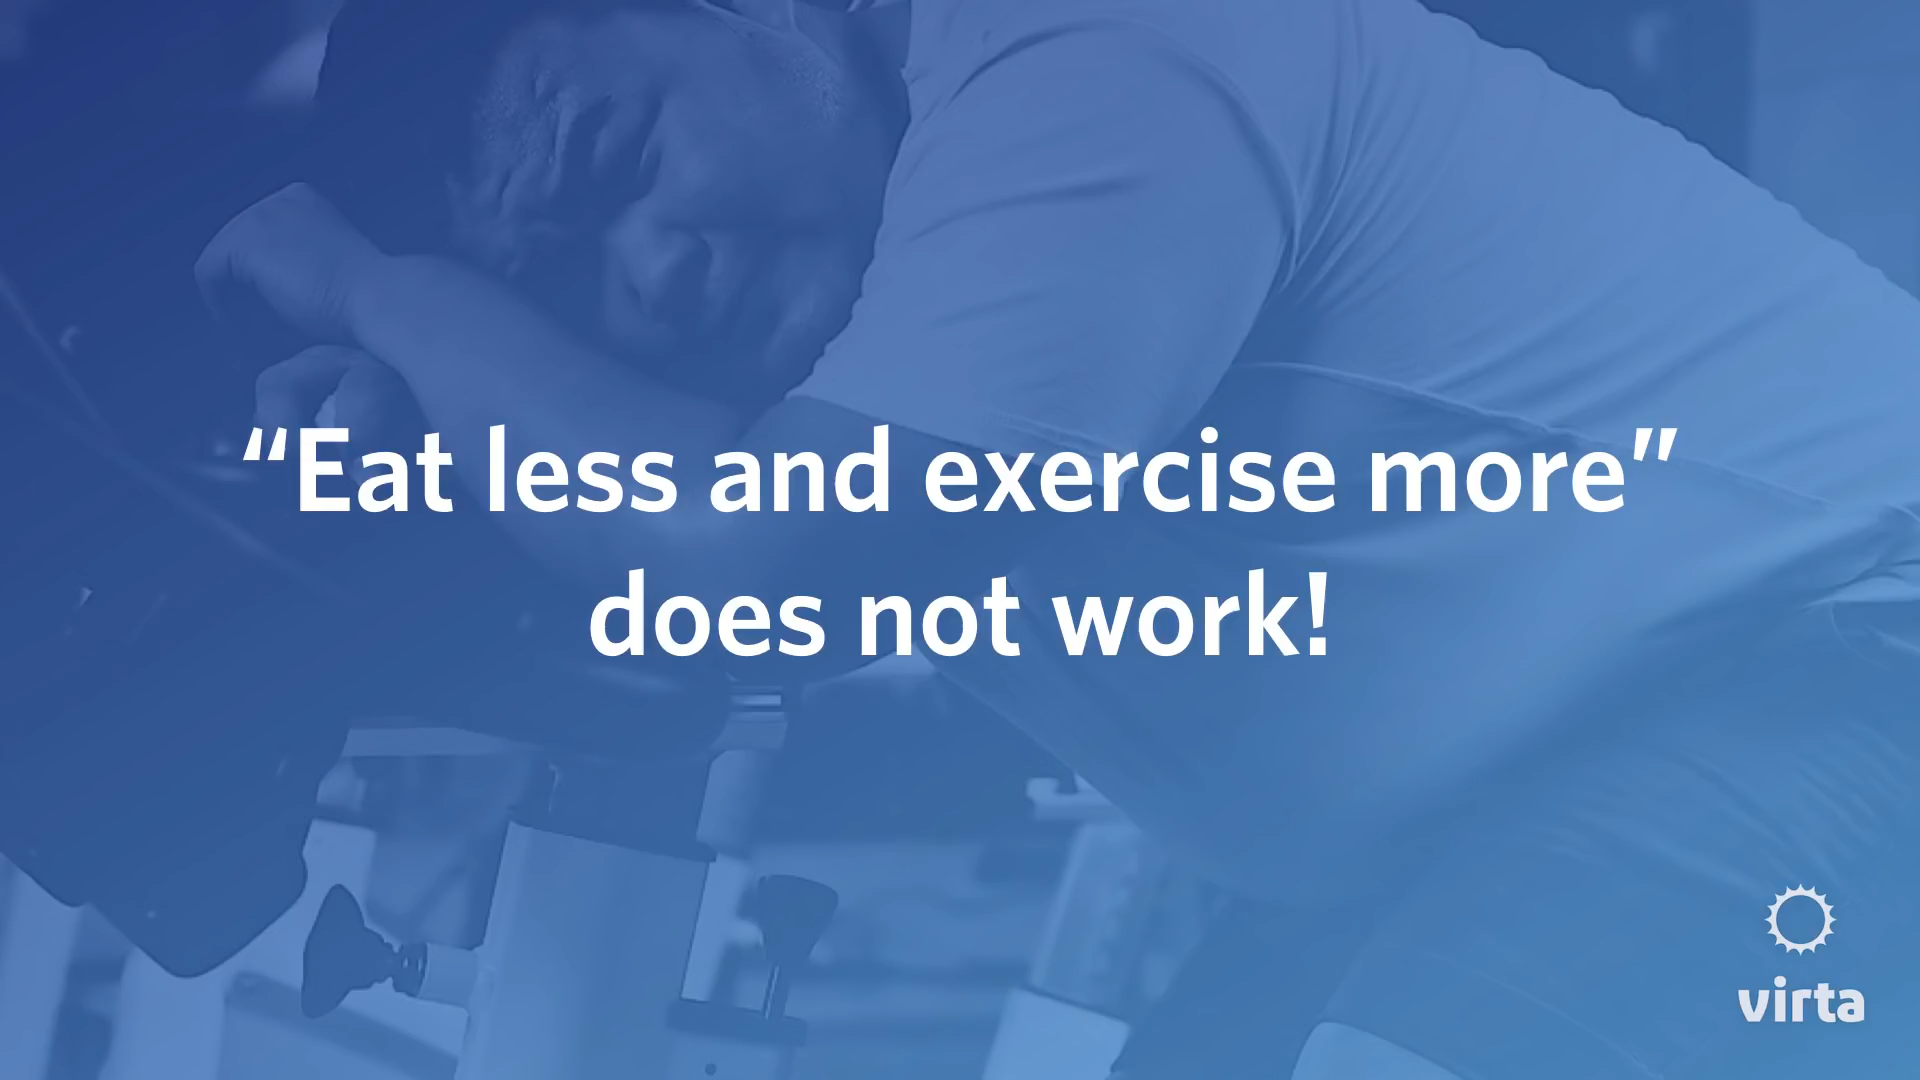 “Eat less and exercise more”
does not work!
virta